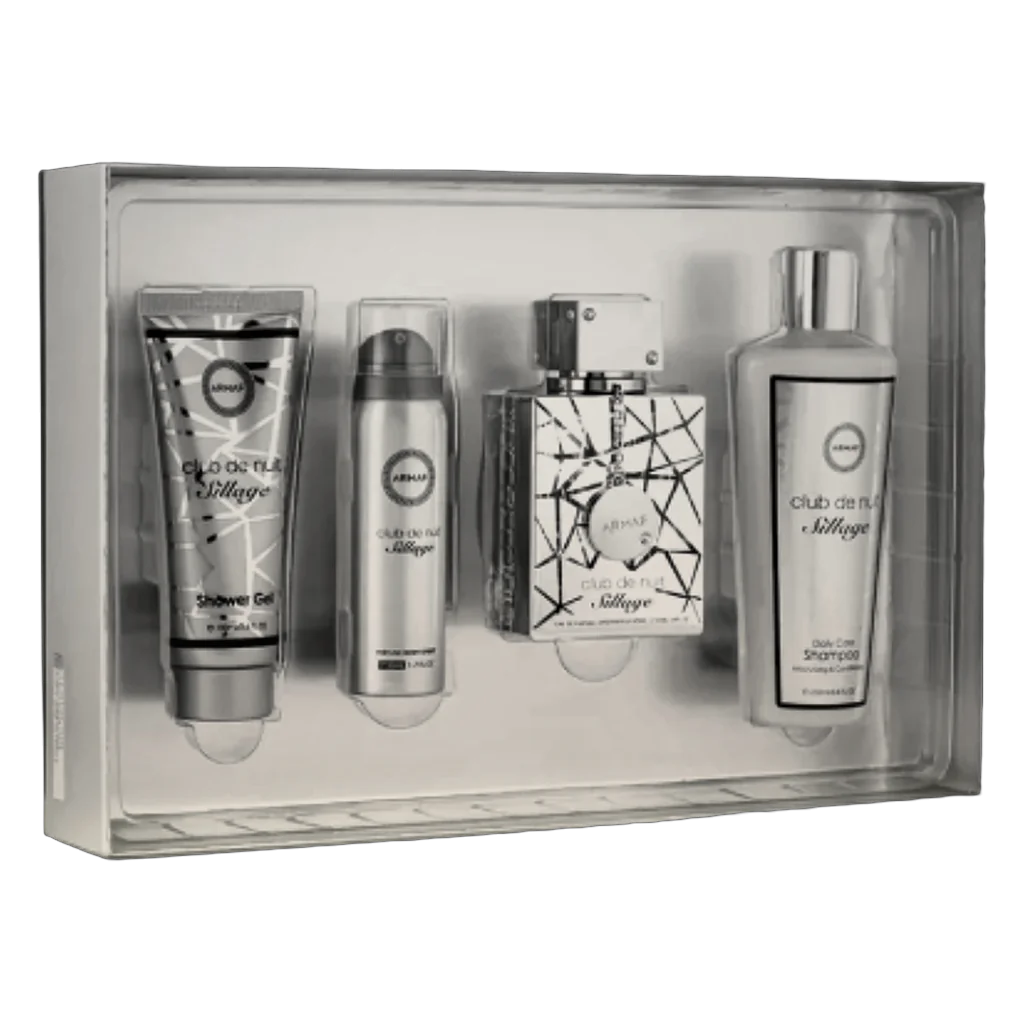 ARMAF
club de nuit
Sillage
Shower Gel
ARMAF
club de nuit
Sillage
ARMAF
club de nuit
Sillage
ARMAF
club de nui
Sillage
Daily Care
Shampoo